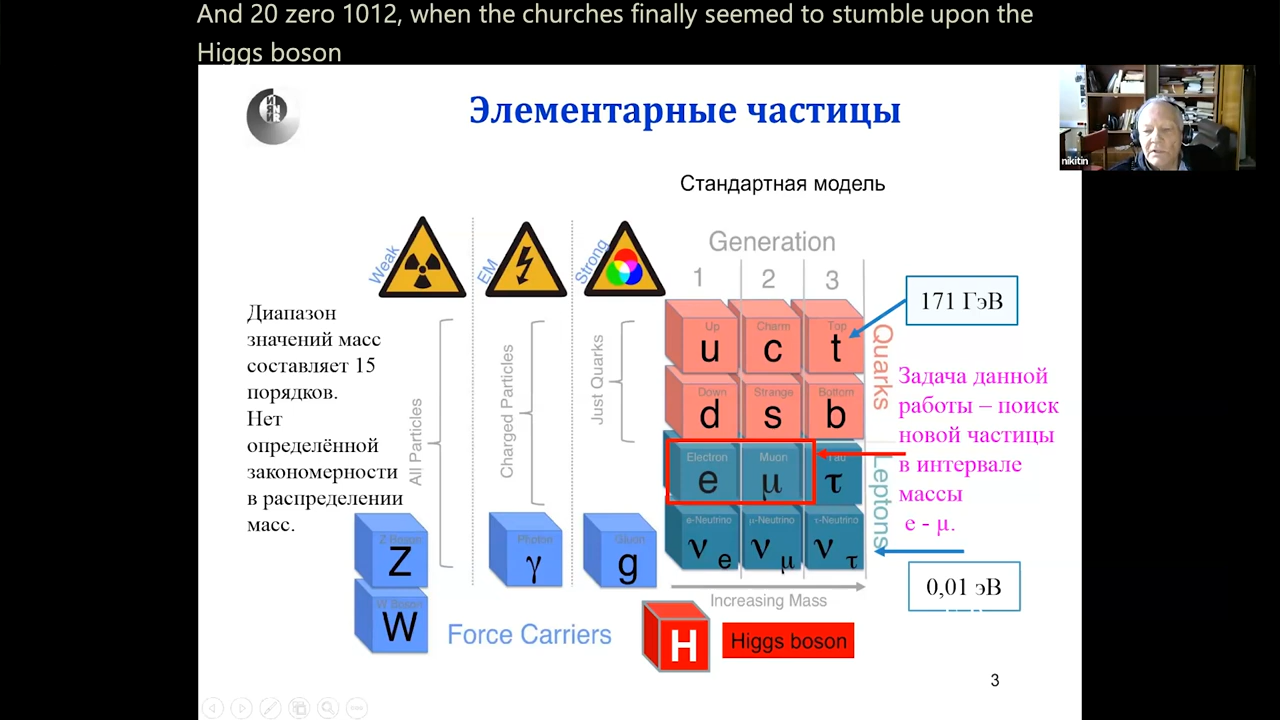 And 20 zero 1012, when the churches finally seemed to stumble upon the
Higgs boson
Элементарные частицы
nikitin
Стандартная модель
Weak
EM
Strong
Generation
1 2 3
171 ГэВ
Диапазон
значений масс
составляет 15
порядков.
Нет
определённой
закономерности
в распределении
масс.
All Particles
Charged Particles
Just Quarks
Up Charm Top
u c t
Down Strange Bottom
d s b
Quarks
Electron Muon Tau
e μ τ
e-Neutrino μ-Neutrino τ-Neutrino
ν e ν μ ν τ
Leptons
Задача данной
работы – поиск
новой частицы
в интервале
массы
e - μ.
Z Boson
Z
Photon
γ
Gluon
g
W Boson
W
Force Carriers
Increasing Mass
0,01 эВ
H
Higgs boson
3